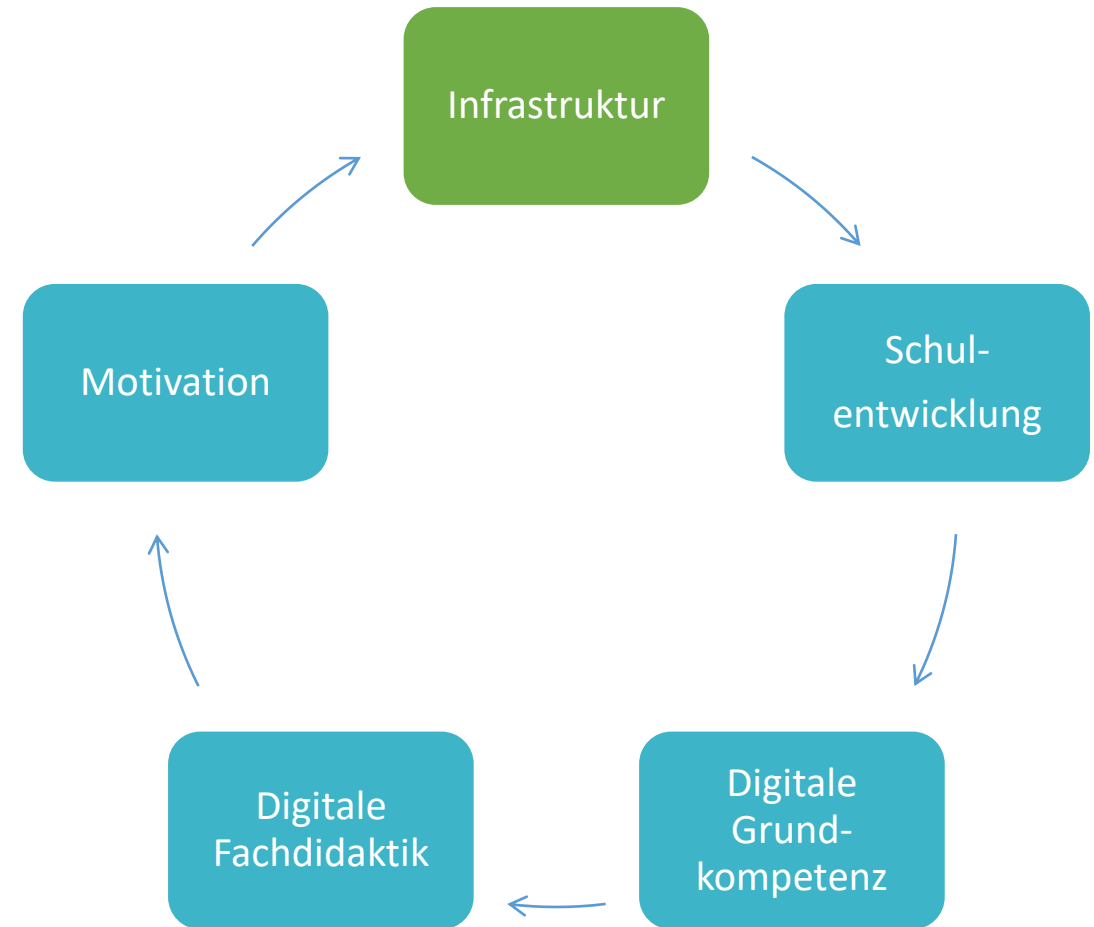 Infrastruktur
Schul-
entwicklung
Digitale
Grund-
kompetenz
Digitale
Fachdidaktik
Motivation